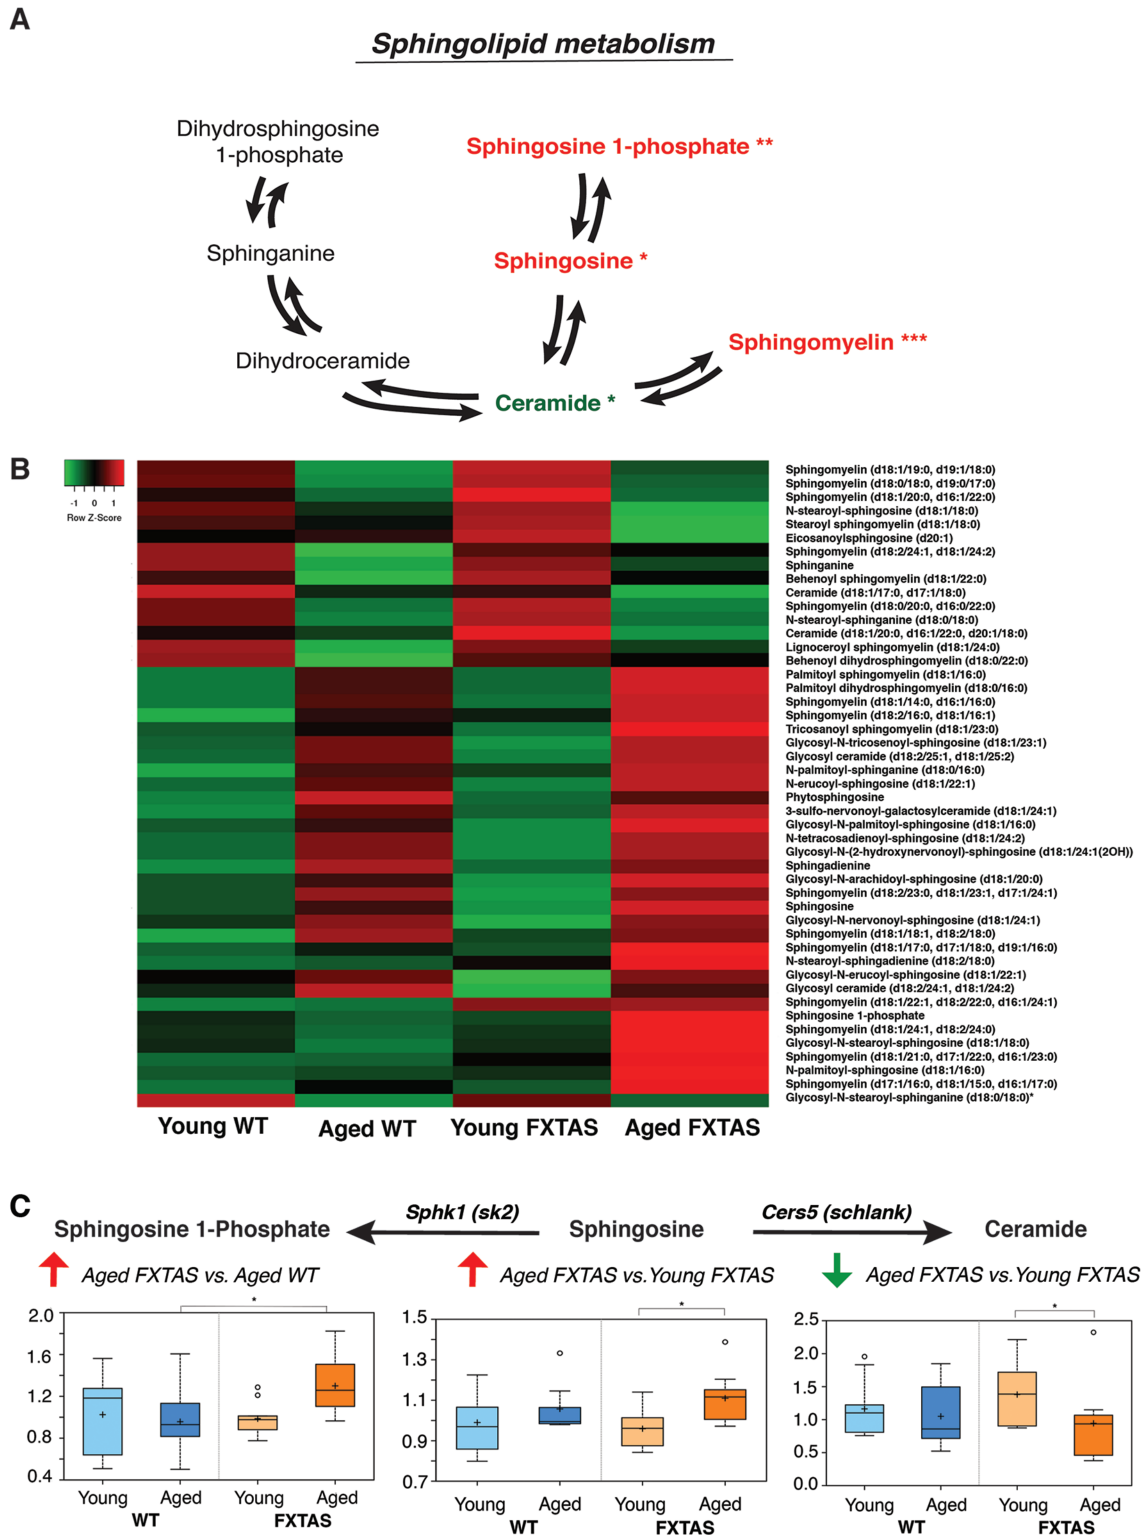 A
Sphingolipid metabolism
Dihydrosphingosine
1-phosphate
Sphingosine 1-phosphate **
Sphinganine
Sphingosine *
Dihydroceramide
Sphingomyelin ***
Ceramide *
B
-1 0 1
Row Z-Score
Sphingomyelin (d18:1/19:0, d19:1/18:0)
Sphingomyelin (d18:0/18:0, d19:0/17:0)
Sphingomyelin (d18:1/20:0, d16:1/22:0)
N-stearoyl-sphingosine (d18:1/18:0)
Stearoyl sphingomyelin (d18:1/18:0)
Eicosanoylsphingosine (d20:1)
Sphingomyelin (d18:2/24:1, d18:1/24:2)
Sphinganine
Behenoyl sphingomyelin (d18:1/22:0)
Ceramide (d18:1/17:0, d17:1/18:0)
Sphingomyelin (d18:0/20:0, d16:0/22:0)
N-stearoyl-sphinganine (d18:0/18:0)
Ceramide (d18:1/20:0, d16:1/22:0, d20:1/18:0)
Lignoceroyl sphingomyelin (d18:1/24:0)
Behenoyl dihydrosphingomyelin (d18:0/22:0)
Palmitoyl sphingomyelin (d18:1/16:0)
Palmitoyl dihydrosphingomyelin (d18:0/16:0)
Sphingomyelin (d18:1/14:0, d16:1/16:0)
Sphingomyelin (d18:2/16:0, d18:1/16:1)
Tricosanoyl sphingomyelin (d18:1/23:0)
Glycosyl-N-tricosenoyl-sphingosine (d18:1/23:1)
Glycosyl ceramide (d18:2/25:1, d18:1/25:2)
N-palmitoyl-sphinganine (d18:0/16:0)
N-erucoyl-sphingosine (d18:1/22:1)
Phytosphingosine
3-sulfo-nervonoyl-galactosylceramide (d18:1/24:1)
Glycosyl-N-palmitoyl-sphingosine (d18:1/16:0)
N-tetracosadienoyl-sphingosine (d18:1/24:2)
Glycosyl-N-(2-hydroxynervonoyl)-sphingosine (d18:1/24:1(2OH))
Sphingadienine
Glycosyl-N-arachidoyl-sphingosine (d18:1/20:0)
Sphingomyelin (d18:2/23:0, d18:1/23:1, d17:1/24:1)
Sphingosine
Glycosyl-N-nervonoyl-sphingosine (d18:1/24:1)
Sphingomyelin (d18:1/18:1, d18:2/18:0)
Sphingomyelin (d18:1/17:0, d17:1/18:0, d19:1/16:0)
N-stearoyl-sphingadienine (d18:2/18:0)
Glycosyl-N-erucoyl-sphingosine (d18:1/22:1)
Glycosyl ceramide (d18:2/24:1, d18:1/24:2)
Sphingomyelin (d18:1/22:1, d18:2/22:0, d16:1/24:1)
Sphingosine 1-phosphate
Sphingomyelin (d18:1/24:1, d18:2/24:0)
Glycosyl-N-stearoyl-sphingosine (d18:1/18:0)
Sphingomyelin (d18:1/21:0, d17:1/22:0, d16:1/23:0)
N-palmitoyl-sphingosine (d18:1/16:0)
Sphingomyelin (d17:1/16:0, d18:1/15:0, d16:1/17:0)
Glycosyl-N-stearoyl-sphinganine (d18:0/18:0)*
Young WT Aged WT Young FXTAS Aged FXTAS
C
Sphingosine 1-Phosphate Sphk1 (sk2) Sphingosine Cers5 (schlank) Ceramide
Aged FXTAS vs. Aged WT
Aged FXTAS vs.Young FXTAS
Aged FXTAS vs.Young FXTAS
*
2.0
1.6
1.2
0.8
0.4
Young Aged Young Aged
WT FXTAS
*
1.5
1.3
1.1
0.9
0.7
Young Aged Young Aged
WT FXTAS
*
2.5
2.0
1.5
1.0
0.5
0.0
Young Aged Young Aged
WT FXTAS